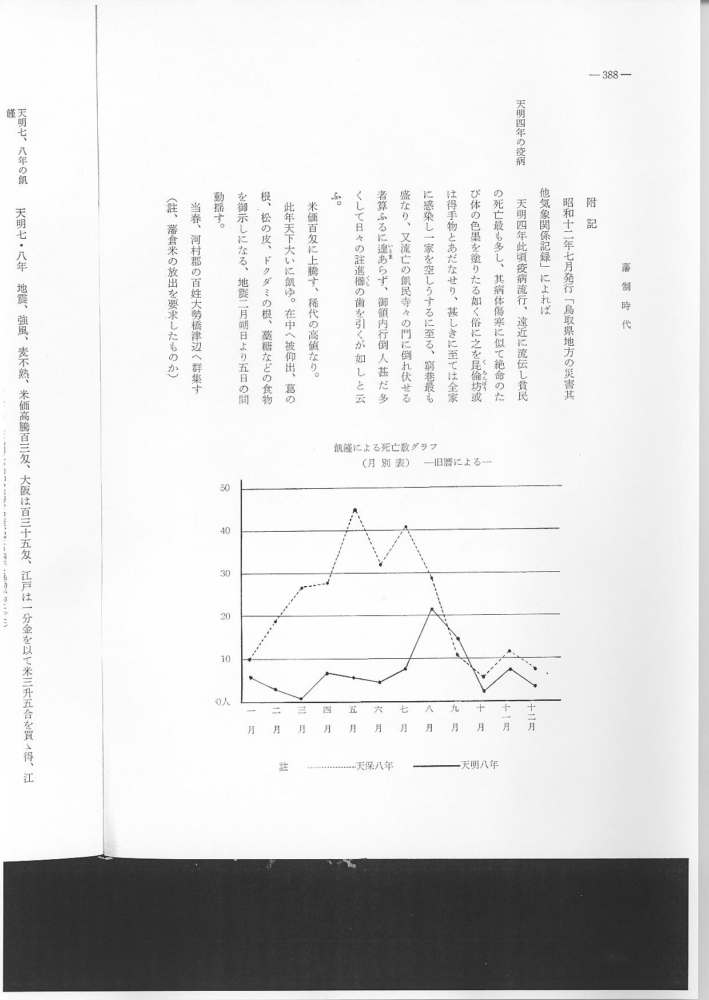 ―388―
藩制時代
附記
昭和十二年七月発行「鳥取県地方の災害其
他気象関係記録」によれば
天明四年の疫病
天明四年此頃疫病流行、遠近に流伝し貧民
の死亡最も多し、其病体傷寒に似て絶命のた
び体の色墨を塗りたる如く俗に之を昆倫坊或
くろんぼう
は得手物とあだなせり、甚しきに至ては全家
に感染し一家を空しうするに至る、窮巷最も
盛なり、又流亡の飢民寺々の門に倒れ伏せる
者算ふるに遑あらず、御領内行倒人甚だ多
いとま
くして日々の註進櫛の歯を引くが如しと云
くし
ふ。
米価百匁に上騰す、稀代の高値なり。
此年天下大いに飢ゆ。在中へ被仰出、葛の
根、松の皮、ドクダミの根、藁糖などの食物
を御示しになる、地震二月朔日より五日の間
動揺す。
当春、河村郡の百姓大勢橋津辺へ群集す
(註、藩倉米の放出を要求したものか)
飢饉による死亡数グラフ
(月別表) ―旧暦による―
50
40
30
20
10
0人
一月 二月 三月 四月 五月 六月 七月 八月 九月 十月 十一月 十二月
註 ……………天保八年 ―――天明八年
天明七、八年の飢
饉
天明七・八年 地震、強風、麦不熟、米価高騰百三匁、大阪は百三十五匁、江戸は一分金を以て米三升五合を買ゝ得、江